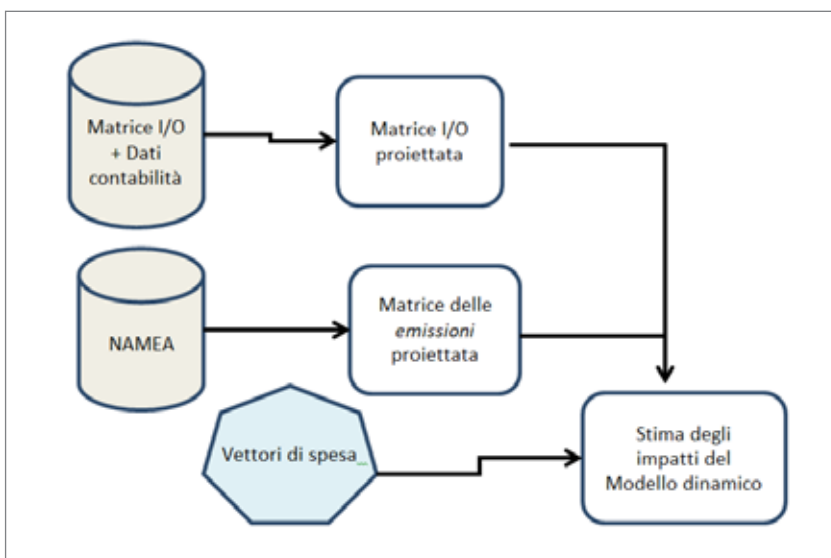 Matrice I/O
+ Dati
contabilità
Matrice I/O
proiettata
NAMEA
Matrice delle
emissioni
proiettata
Vettori di spesa_
Stima degli
impatti del
Modello dinamico